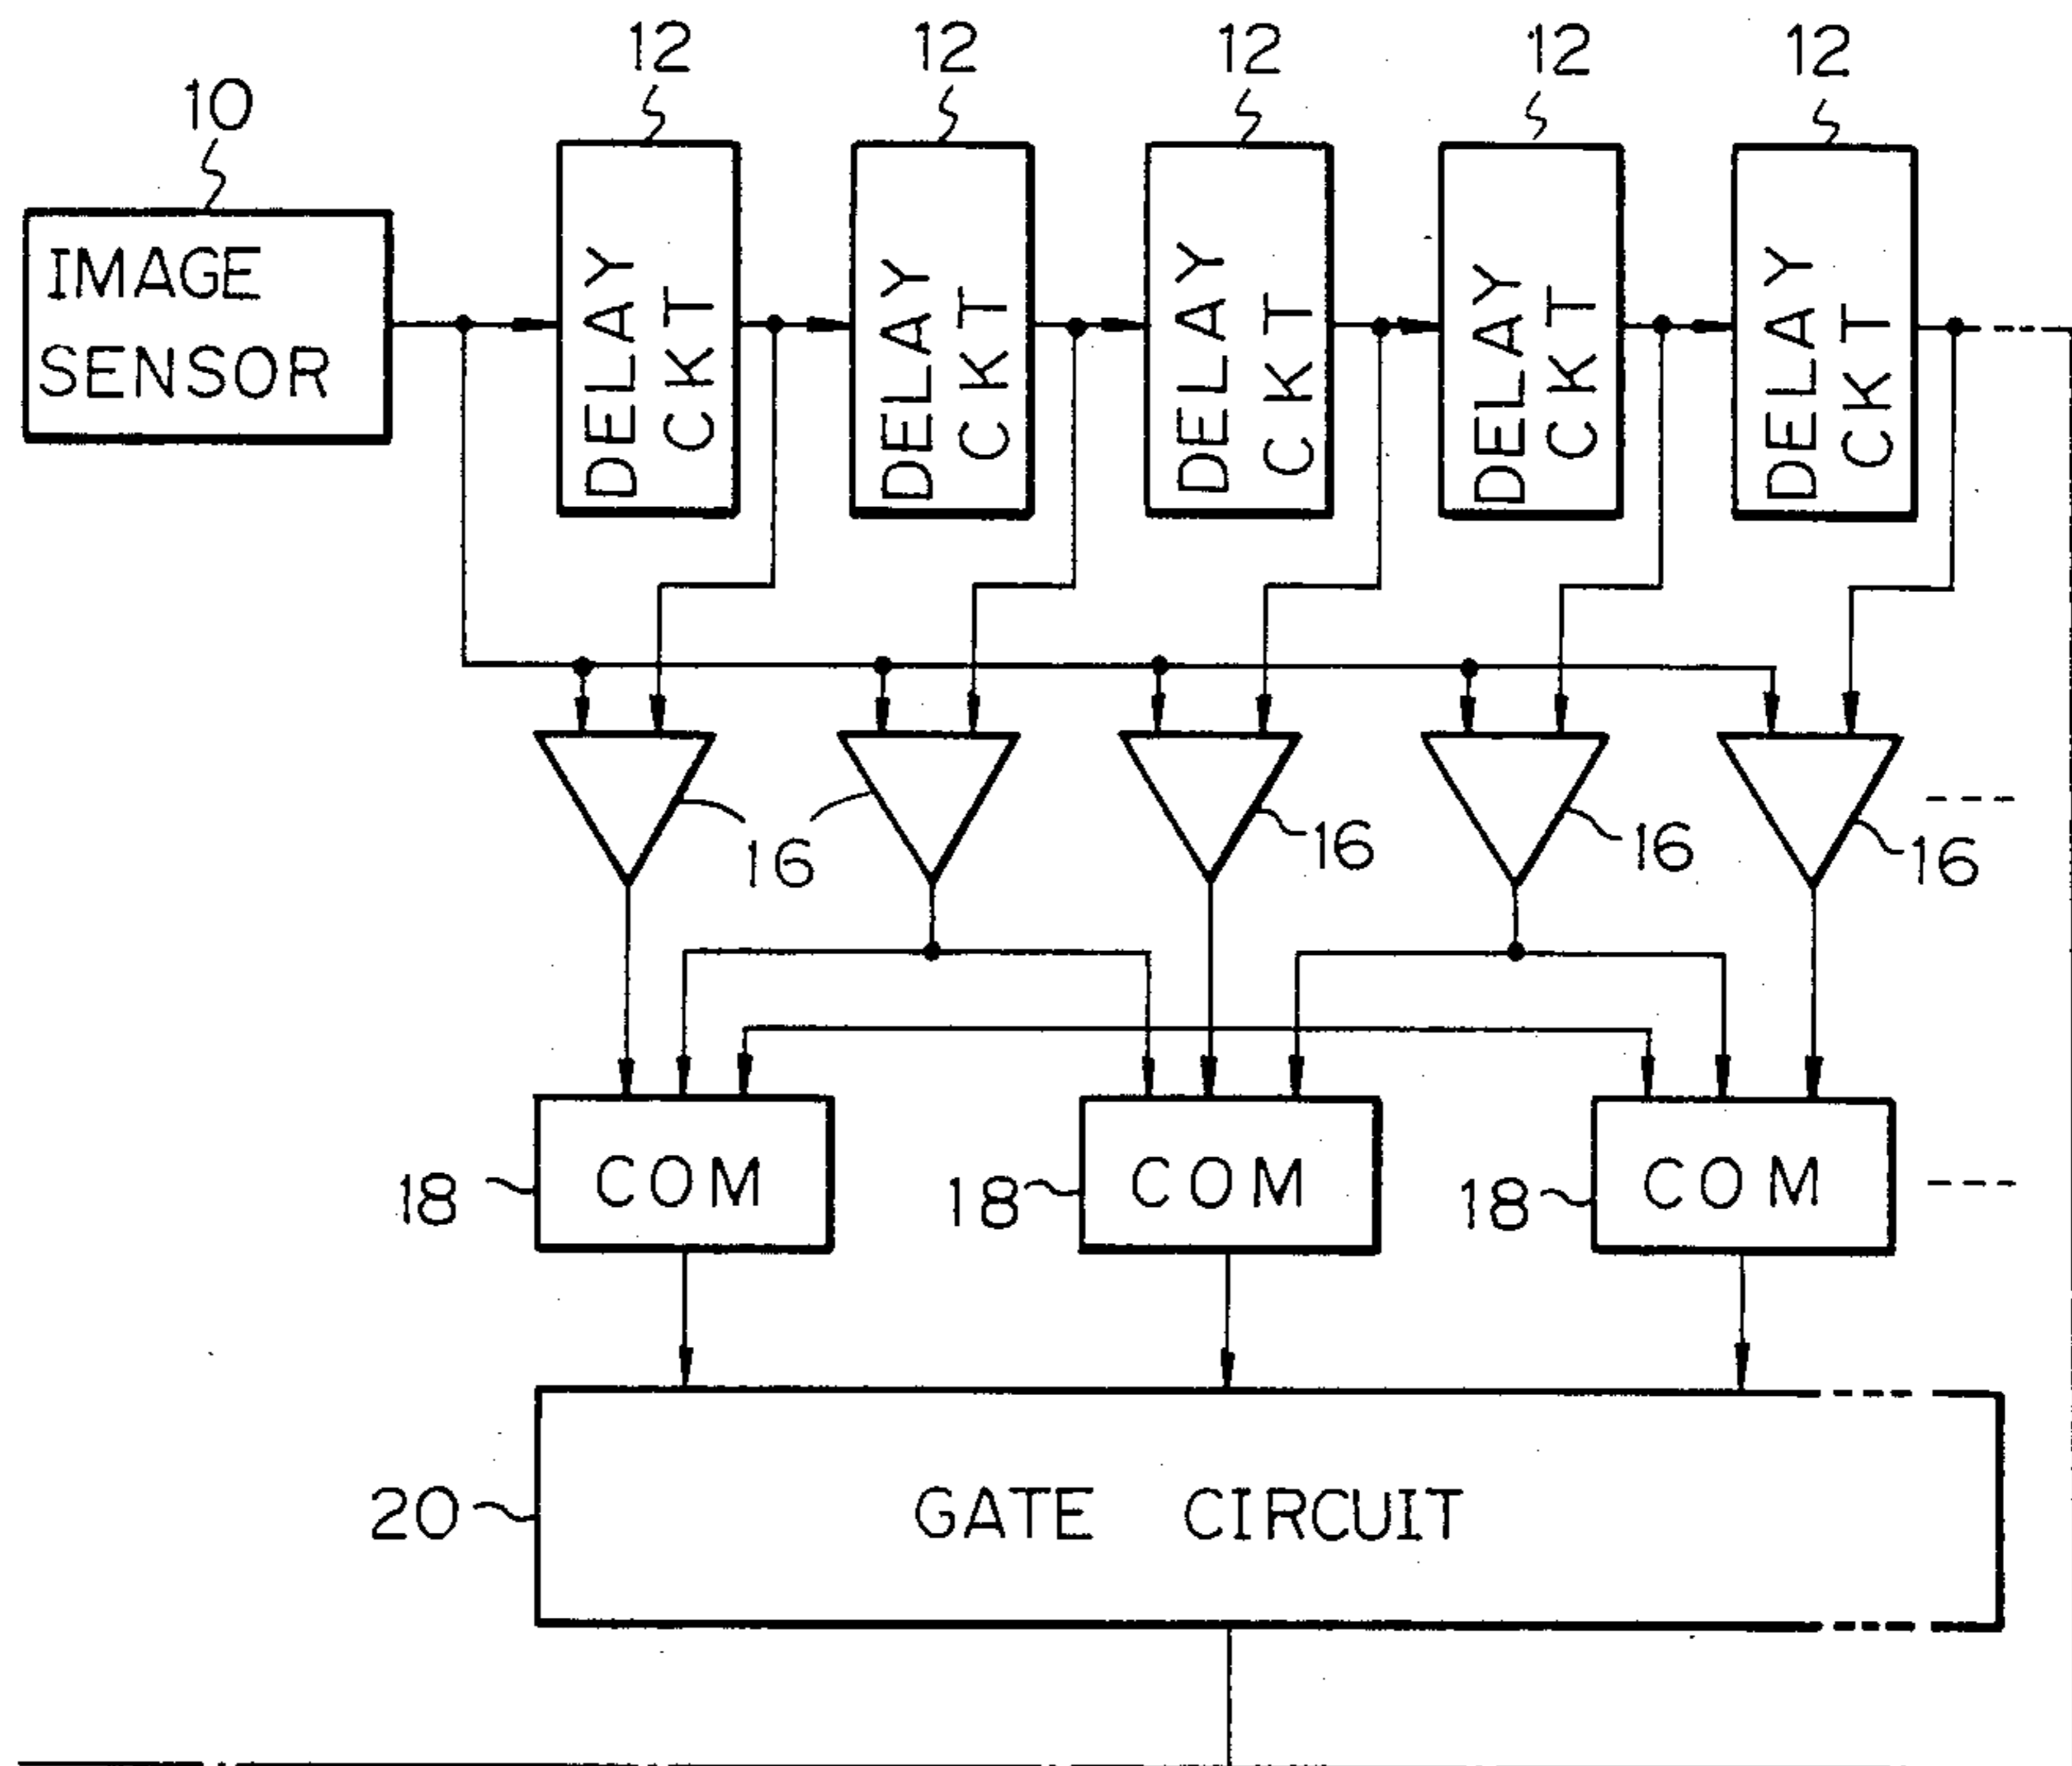 12 12 12 12 12
10
IMAGE
SENSOR
DELAY
CKT
DELAY
CKT
DELAY
CKT
DELAY
CKT
DELAY
CKT
16 16 16 16
18 COM 18 COM 18 COM
20 GATE CIRCUIT